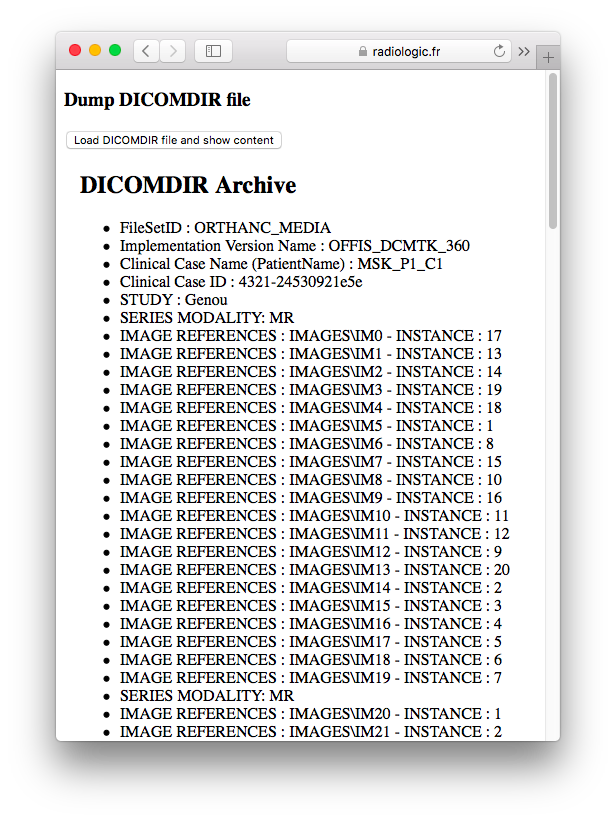 radiologic.fr
Dump DICOMDIR file
Load DICOMDIR file and show content
DICOMDIR Archive
FileSetID : ORTHANC_MEDIA
Implementation Version Name : OFFIS_DCMTK_360
Clinical Case Name (PatientName) : MSK_P1_C1
Clinical Case ID : 4321-24530921e5e
STUDY : Genou
SERIES MODALITY: MR
IMAGE REFERENCES : IMAGES\IM0 - INSTANCE : 17
IMAGE REFERENCES : IMAGES\IM1 - INSTANCE : 13
IMAGE REFERENCES : IMAGES\IM2 - INSTANCE : 14
IMAGE REFERENCES : IMAGES\IM3 - INSTANCE : 19
IMAGE REFERENCES : IMAGES\IM4 - INSTANCE : 18
IMAGE REFERENCES : IMAGES\IM5 - INSTANCE : 1
IMAGE REFERENCES : IMAGES\IM6 - INSTANCE : 8
IMAGE REFERENCES : IMAGES\IM7 - INSTANCE : 15
IMAGE REFERENCES : IMAGES\IM8 - INSTANCE : 10
IMAGE REFERENCES : IMAGES\IM9 - INSTANCE : 16
IMAGE REFERENCES : IMAGES\IM10 - INSTANCE : 11
IMAGE REFERENCES : IMAGES\IM11 - INSTANCE : 12
IMAGE REFERENCES : IMAGES\IM12 - INSTANCE : 9
IMAGE REFERENCES : IMAGES\IM13 - INSTANCE : 20
IMAGE REFERENCES : IMAGES\IM14 - INSTANCE : 2
IMAGE REFERENCES : IMAGES\IM15 - INSTANCE : 3
IMAGE REFERENCES : IMAGES\IM16 - INSTANCE : 4
IMAGE REFERENCES : IMAGES\IM17 - INSTANCE : 5
IMAGE REFERENCES : IMAGES\IM18 - INSTANCE : 6
IMAGE REFERENCES : IMAGES\IM19 - INSTANCE : 7
SERIES MODALITY: MR
IMAGE REFERENCES : IMAGES\IM20 - INSTANCE : 1
IMAGE REFERENCES : IMAGES\IM21 - INSTANCE : 2